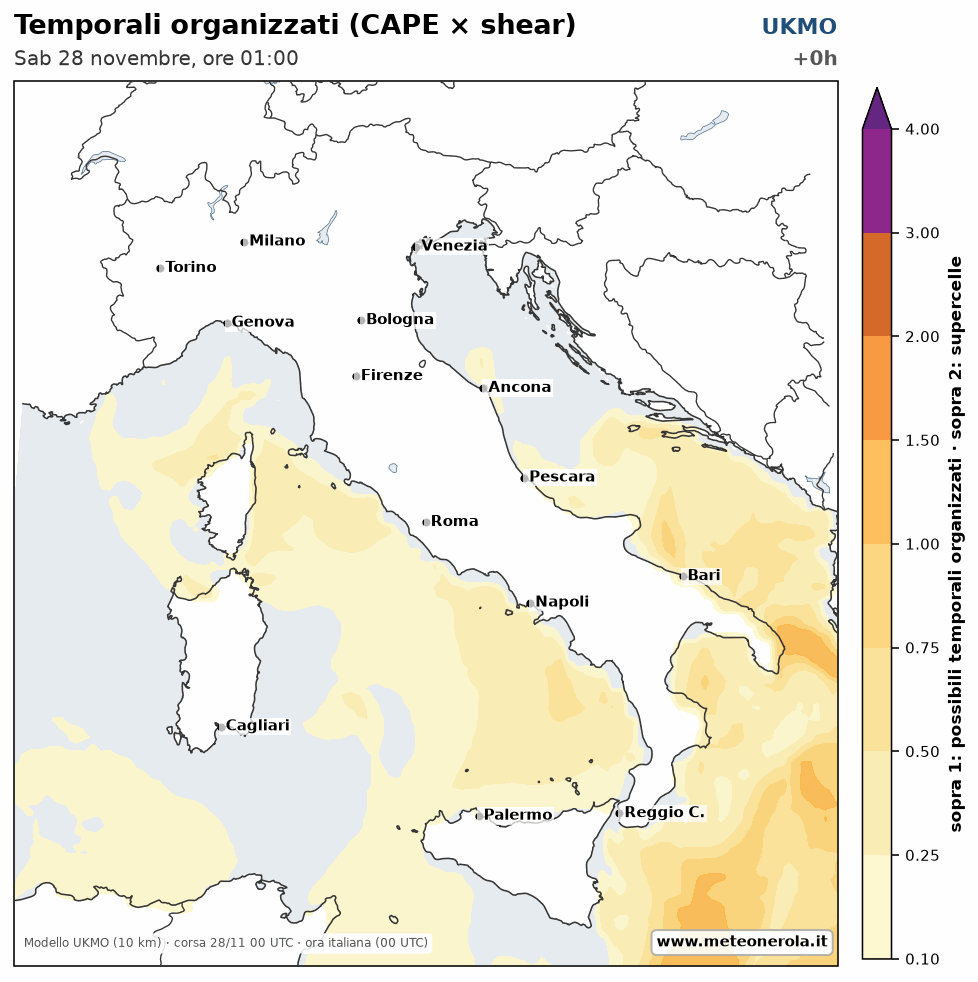 Temporali organizzati (CAPE × shear)
UKMO
Sab 28 novembre, ore 01:00
+0h
4.00
3.00
2.00
1.50
1.00
0.75
0.50
0.25
0.10
sopra 1: possibili temporali organizzati · sopra 2: supercelle
Milano
Venezia
Torino
Genova
Bologna
Firenze
Ancona
Pescara
Roma
Bari
Napoli
Cagliari
Palermo
Reggio C.
Modello UKMO (10 km) · corsa 28/11 00 UTC · ora italiana (00 UTC)
www.meteonerola.it